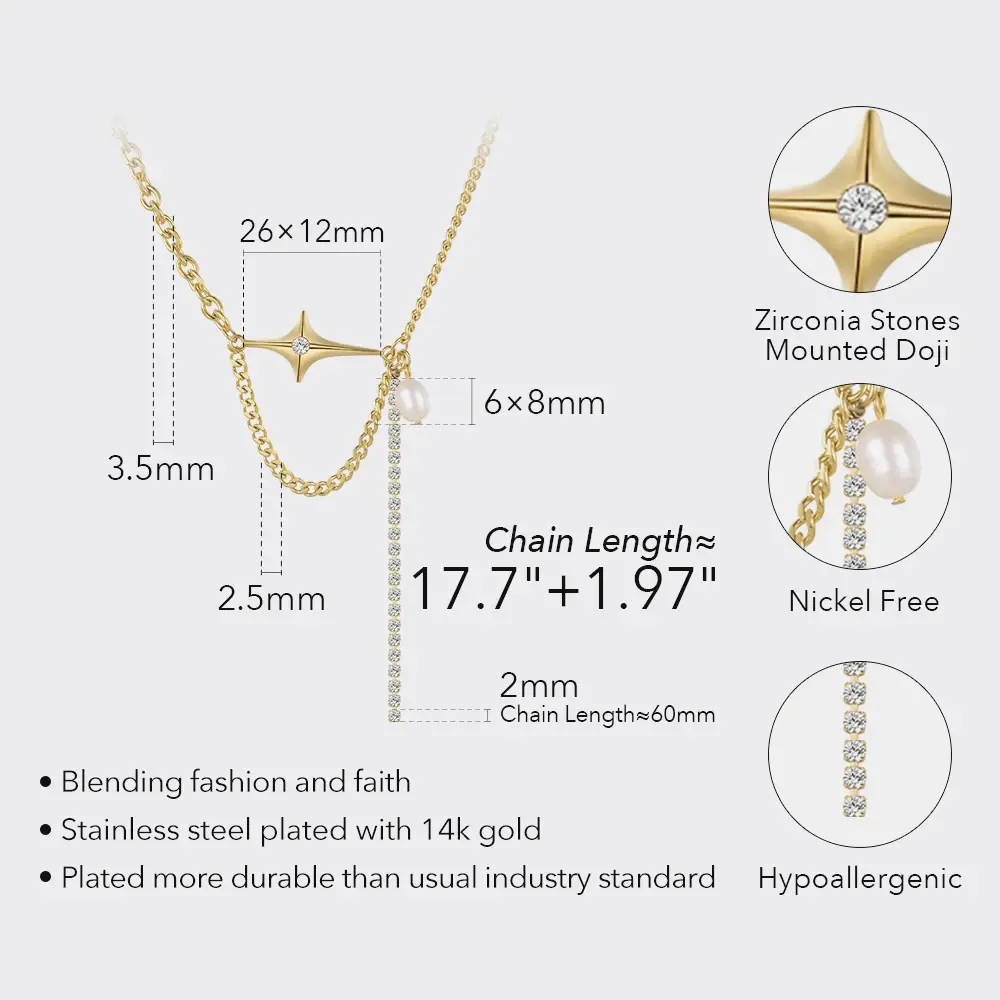 26×12mm
3.5mm
6×8mm
2.5mm
Chain Length≈
17.7"+1.97"
2mm
Chain Length≈60mm
Zirconia Stones
Mounted Doji
Nickel Free
Hypoallergenic
• Blending fashion and faith
• Stainless steel plated with 14k gold
• Plated more durable than usual industry standard